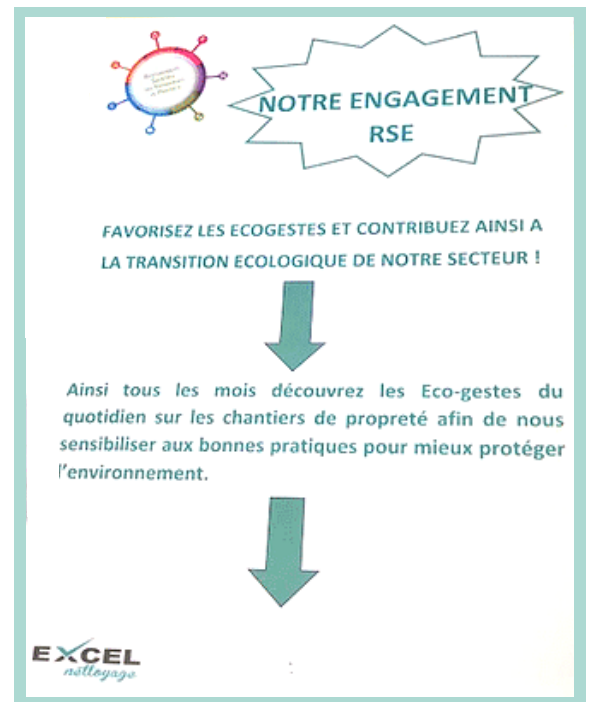 NOTRE ENGAGEMENT
RSE
FAVORISEZ LES ECOGESTES ET CONTRIBUEZ AINSI A
LA TRANSITION ECOLOGIQUE DE NOTRE SECTEUR !
Ainsi tous les mois découvrez les Eco-gestes du
quotidien sur les chantiers de propreté afin de nous
sensibiliser aux bonnes pratiques pour mieux protéger
l'environnement.
EXCEL
nettoyage